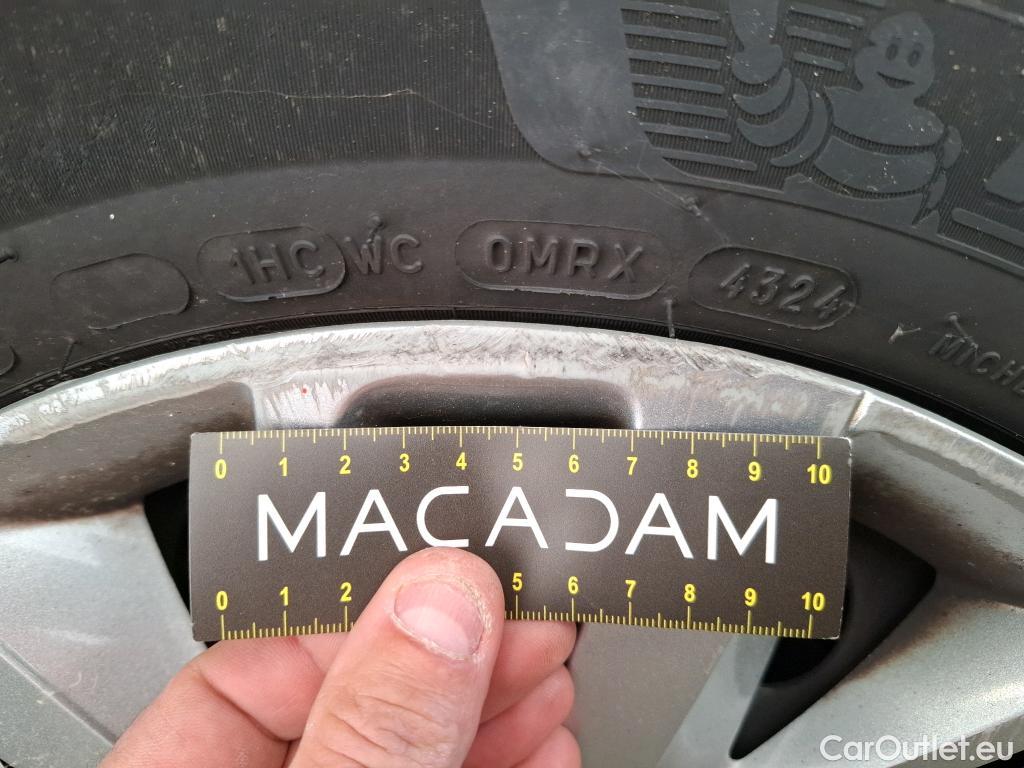 1HC WC 0MRX 4324
MICHE
0 1 2 3 4 5 6 7 8 9 10
MACADAM
0 1 2 5 6 7 8 9 10
CarOutlet.eu